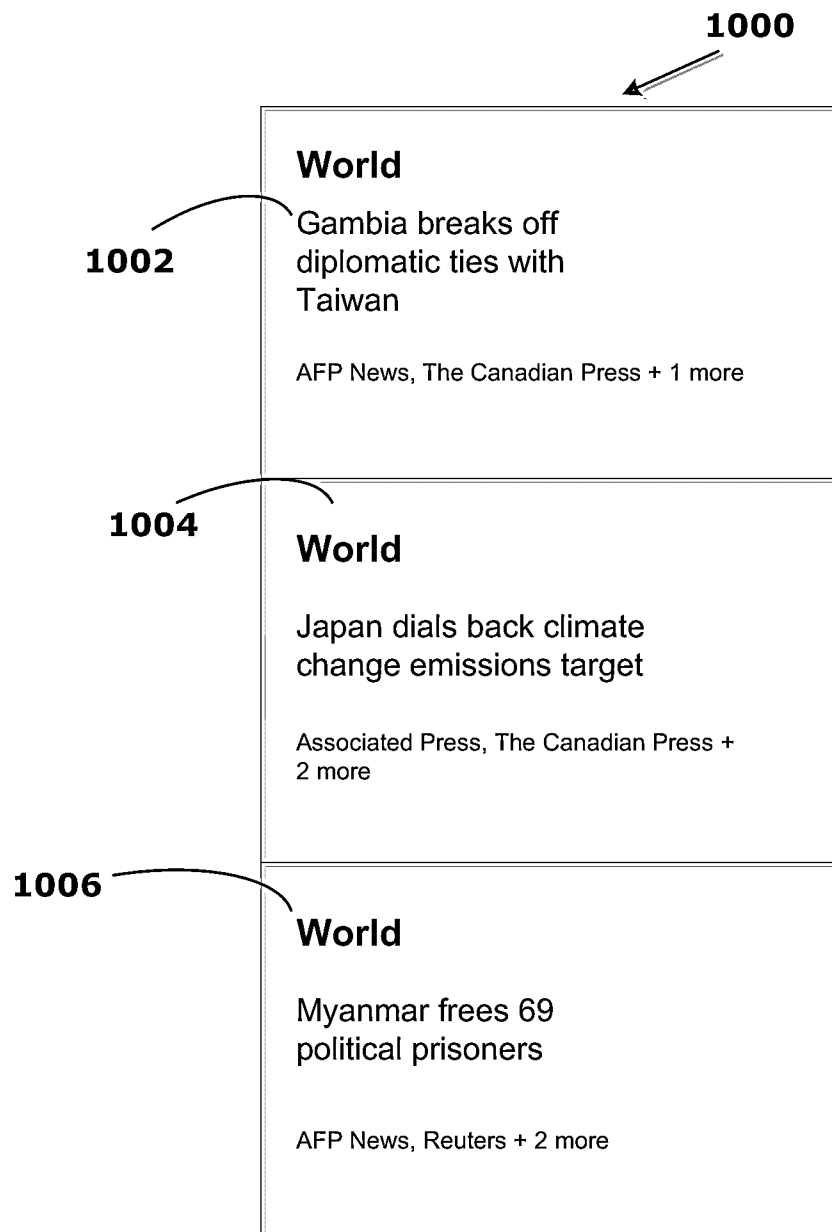 1000
World
1002
Gambia breaks off
diplomatic ties with
Taiwan
AFP News, The Canadian Press + 1 more
1004
World
Japan dials back climate
change emissions target
Associated Press, The Canadian Press +
2 more
1006
World
Myanmar frees 69
political prisoners
AFP News, Reuters + 2 more